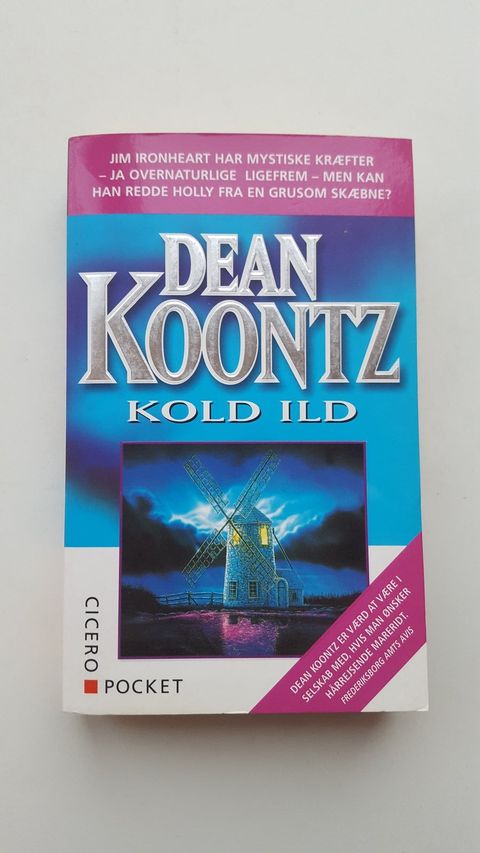 JIM IRONHEART HAR MYSTISKE KRÆFTER
– JA OVERNATURLIGE LIGEFREM – MEN KAN
HAN REDDE HOLLY FRA EN GRUSOM SKÆBNE?
DEAN
KOONTZ
KOLD ILD
CICERO
POCKET
DEAN KOONTZ ER VÆRD AT VÆRE I
SELSKAB MED, HVIS MAN ØNSKER
HÅRREJSENDE MARERIDT.
FREDERIKSBORG AMTS AVIS